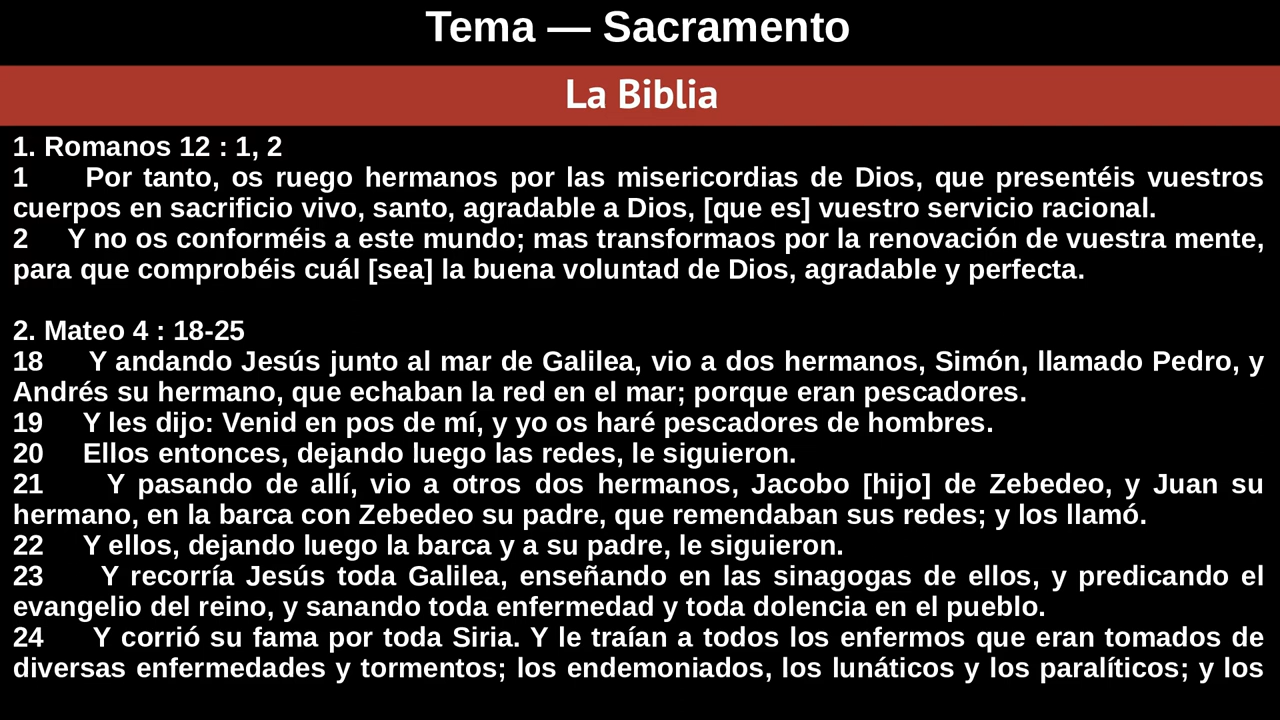 Tema — Sacramento
La Biblia
1. Romanos 12 : 1, 2
1 Por tanto, os ruego hermanos por las misericordias de Dios, que presentéis vuestros
cuerpos en sacrificio vivo, santo, agradable a Dios, [que es] vuestro servicio racional.
2 Y no os conforméis a este mundo; mas transformaos por la renovación de vuestra mente,
para que comprobéis cuál [sea] la buena voluntad de Dios, agradable y perfecta.
2. Mateo 4 : 18-25
18 Y andando Jesús junto al mar de Galilea, vio a dos hermanos, Simón, llamado Pedro, y
Andrés su hermano, que echaban la red en el mar; porque eran pescadores.
19 Y les dijo: Venid en pos de mí, y yo os haré pescadores de hombres.
20 Ellos entonces, dejando luego las redes, le siguieron.
21 Y pasando de allí, vio a otros dos hermanos, Jacobo [hijo] de Zebedeo, y Juan su
hermano, en la barca con Zebedeo su padre, que remendaban sus redes; y los llamó.
22 Y ellos, dejando luego la barca y a su padre, le siguieron.
23 Y recorría Jesús toda Galilea, enseñando en las sinagogas de ellos, y predicando el
evangelio del reino, y sanando toda enfermedad y toda dolencia en el pueblo.
24 Y corrió su fama por toda Siria. Y le traían a todos los enfermos que eran tomados de
diversas enfermedades y tormentos; los endemoniados, los lunáticos y los paralíticos; y los